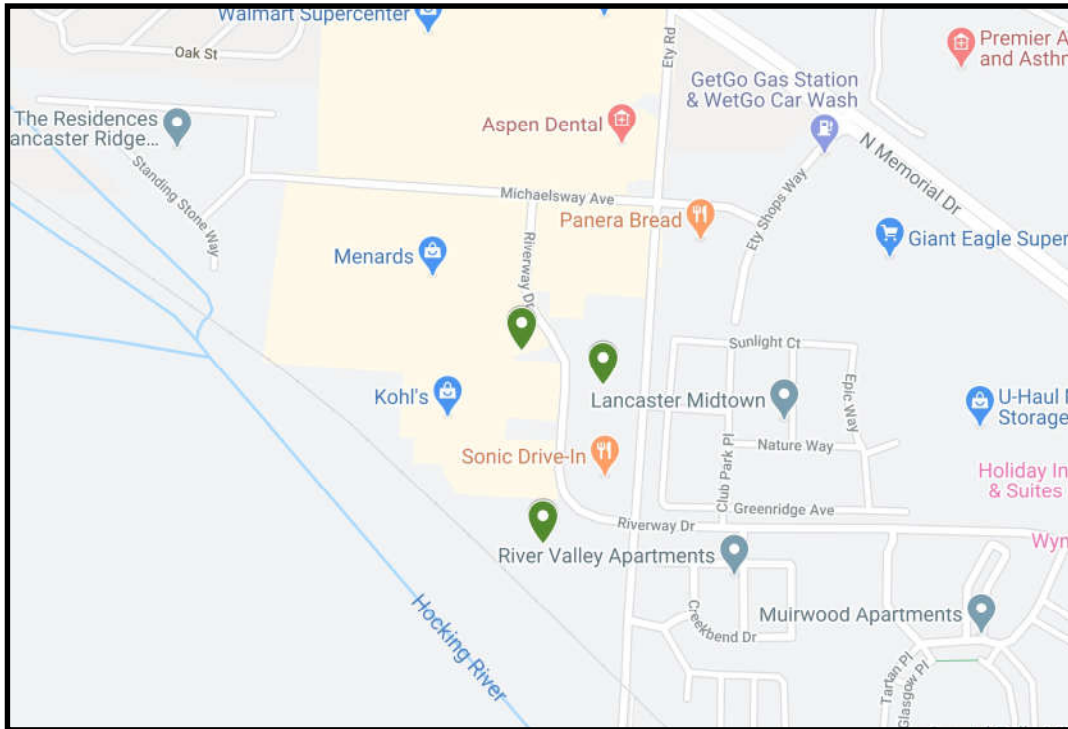 Walmart Supercenter
Oak St
Ety Rd
Premier A
and Asthm
GetGo Gas Station
& WetGo Car Wash
The Residences
ancaster Ridge...
Aspen Dental
N Memorial Dr
Standing Stone Way
Michaelsway Ave
Panera Bread
Ety Shops Way
Riverway Dr
Menards
Giant Eagle Super
Sunlight Ct
Kohl's
Lancaster Midtown
Epic Way
U-Haul
Storage
Nature Way
Club Park Pl
Sonic Drive-In
Holiday In
& Suites
Greenridge Ave
Riverway Dr
Wyn
River Valley Apartments
Creekbend Dr
Muirwood Apartments
Hocking River
Tartan Pl
Glasgow Pl